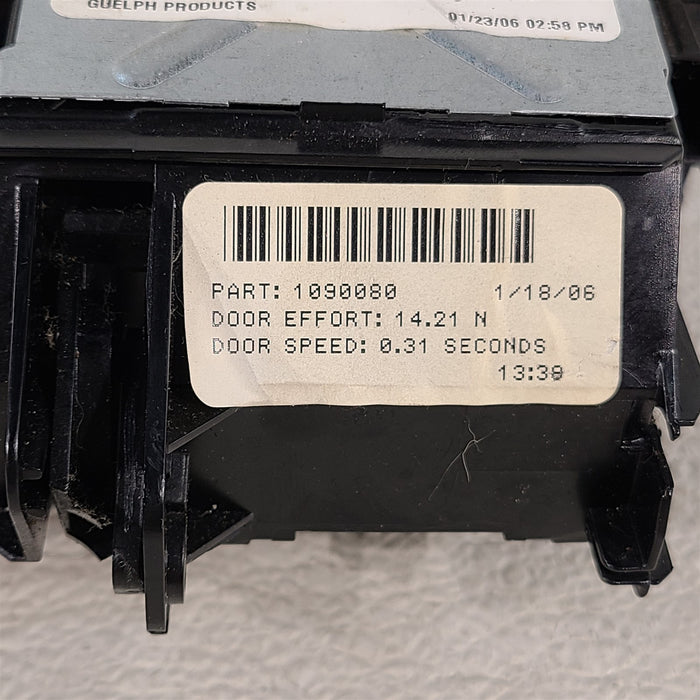 GUELPH PRODUCTS
01/23/06 02:58 PM
PART: 1090080 1/18/06
DOOR EFFORT: 14.21 N
DOOR SPEED: 0.31 SECONDS
13:39